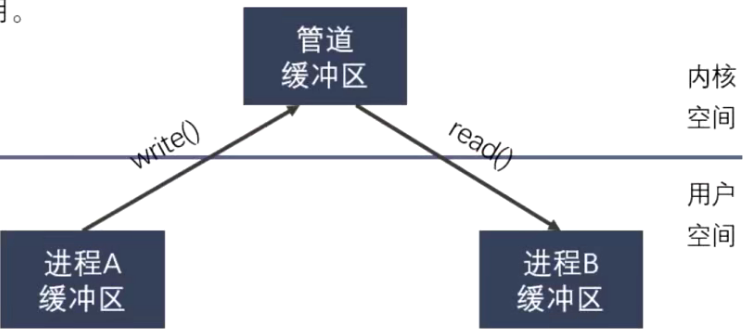 用。
管道
缓冲区
内核
空间
write()
read()
用户
空间
进程A
缓冲区
进程B
缓冲区